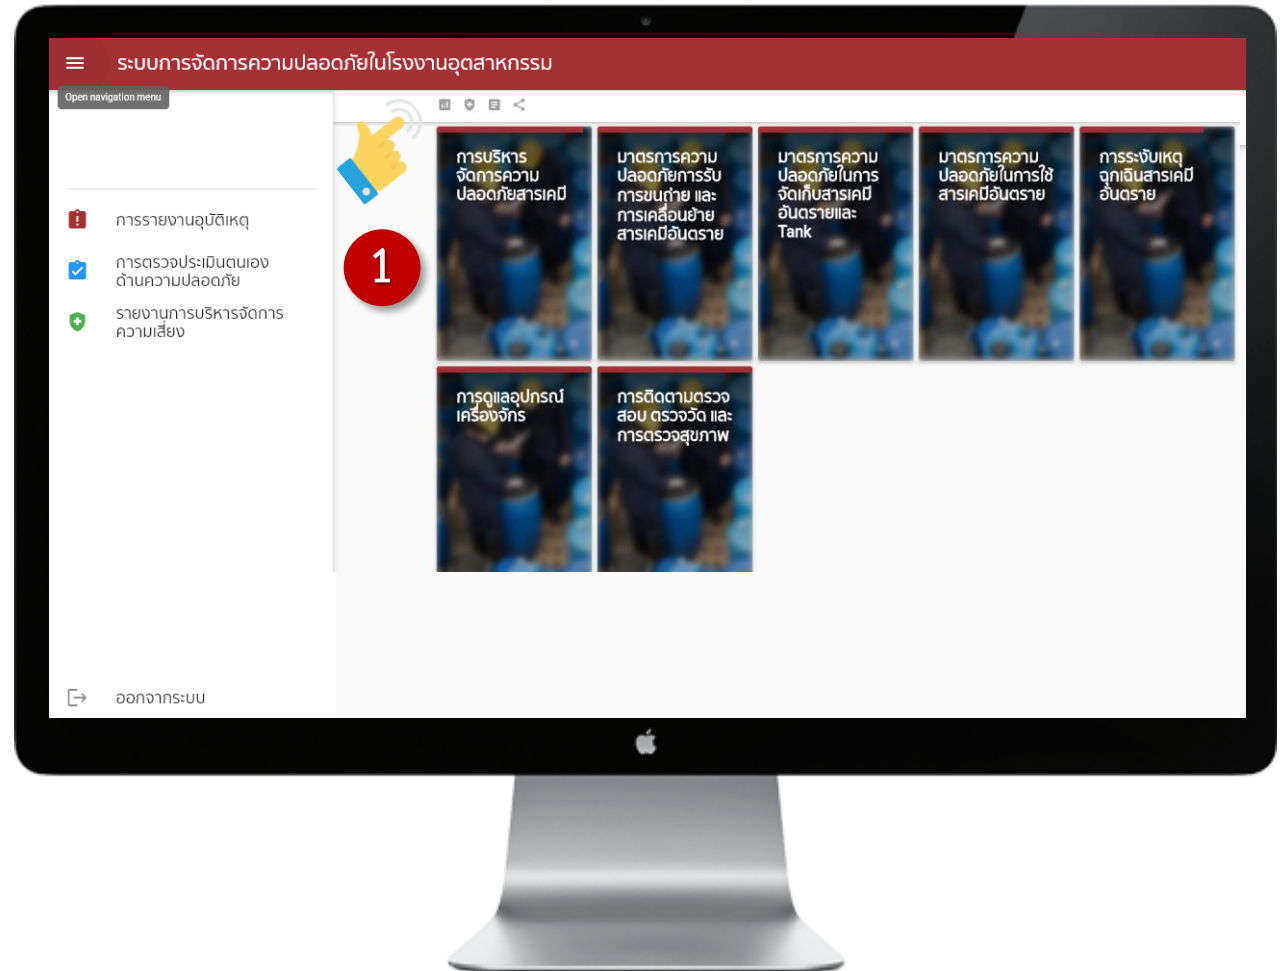 ระบบการจัดการความปลอดภัยในโรงงานอุตสาหกรรม
Open navigation menu
การรายงานอุบัติเหตุ
การตรวจประเมินตนเอง
ด้านความปลอดภัย
รายงานการบริหารจัดการ
ความเสี่ยง
ออกจากระบบ
1
การบริหาร
จัดการความ
ปลอดภัยสารเคมี
มาตรการความ
ปลอดภัยการรับ
การขนถ่าย และ
การเคลื่อนย้าย
สารเคมีอันตราย
มาตรการความ
ปลอดภัยในการ
จัดเก็บสารเคมี
อันตรายและ
Tank
มาตรการความ
ปลอดภัยในการใช้
สารเคมีอันตราย
การระงับเหตุ
ฉุกเฉินสารเคมี
อันตราย
การดูแลอุปกรณ์
เครื่องจักร
การติดตามตรวจ
สอบ ตรวจวัด และ
การตรวจสุขภาพ